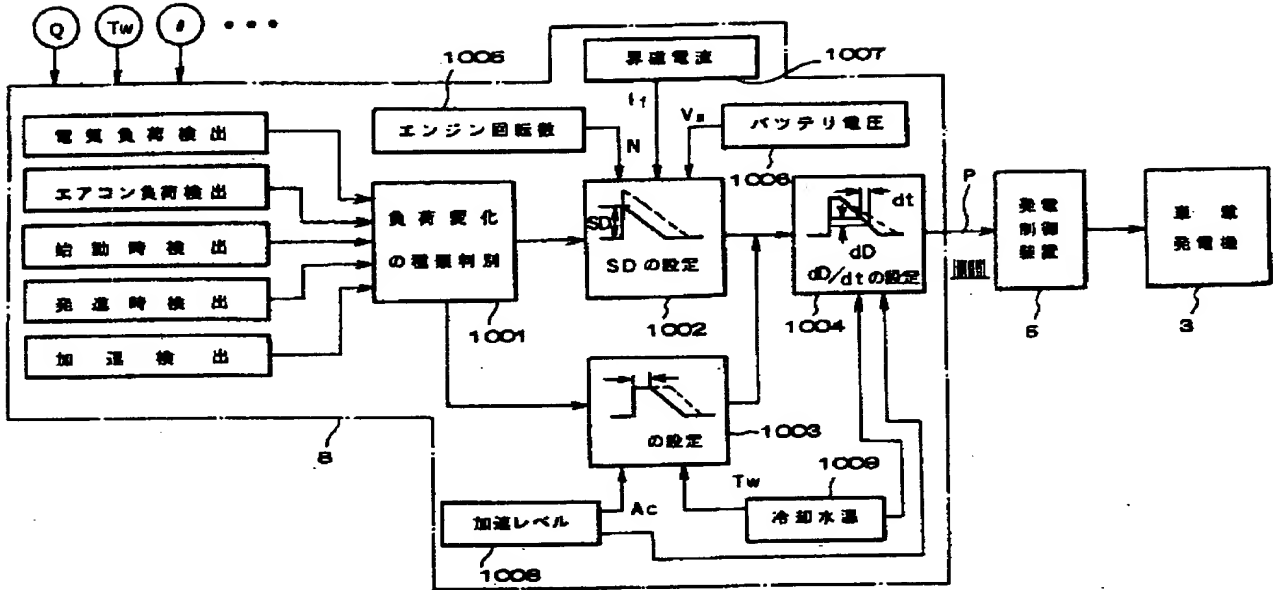 Q Tw θ •••
1005
界磁電流
1007
電気負荷検出
エンジン回転数
If
VB
バッテリ電圧
N
1006
エアコン負荷検出
負荷変化
の種類判別
SD
SDの設定
dt
dD
dD/dtの設定
P
発電
制御
装置
車載
発電機
始動時検出
発進時検出
加速検出
1001
1002
1004
5
3
の設定
1003
8
1009
Tw
Ac
加速レベル
冷却水温
1008